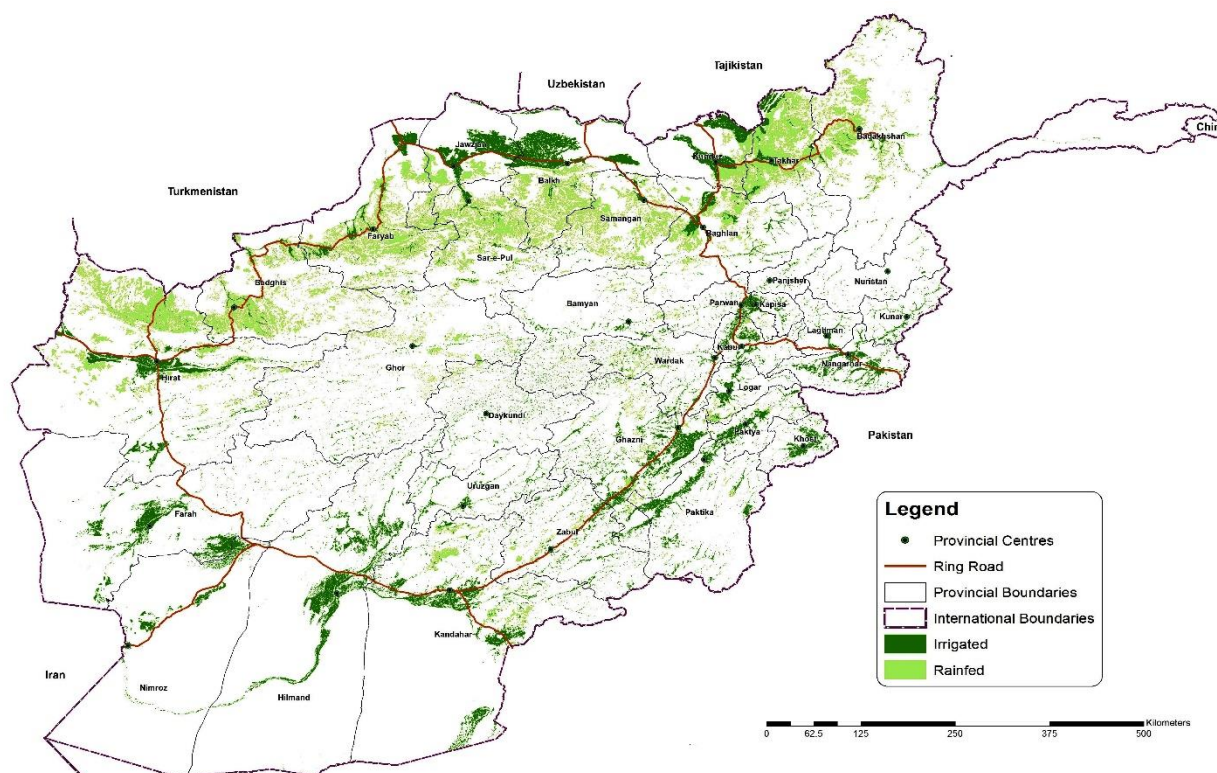 Tajikistan
Uzbekistan
China
Badakhshan
Jawzjan
Kunduz
Takhar
Balkh
Turkmenistan
Samangan
Faryab
Baghlan
Sar-e-Pul
Badghis
Panjsher
Nuristan
Bamyan
Parwan
Kapisa
Kunar
Laghman
Kabul
Wardak
Nangarhar
Ghor
Hirat
Logar
Daykundi
Paktya
Pakistan
Ghazni
Khost
Uruzgan
Farah
Paktika
Zabul
Kandahar
Iran
Nimroz
Hilmand
Legend
Provincial Centres
Ring Road
Provincial Boundaries
International Boundaries
Irrigated
Rainfed
Kilometers
0 62.5 125 250 375 500